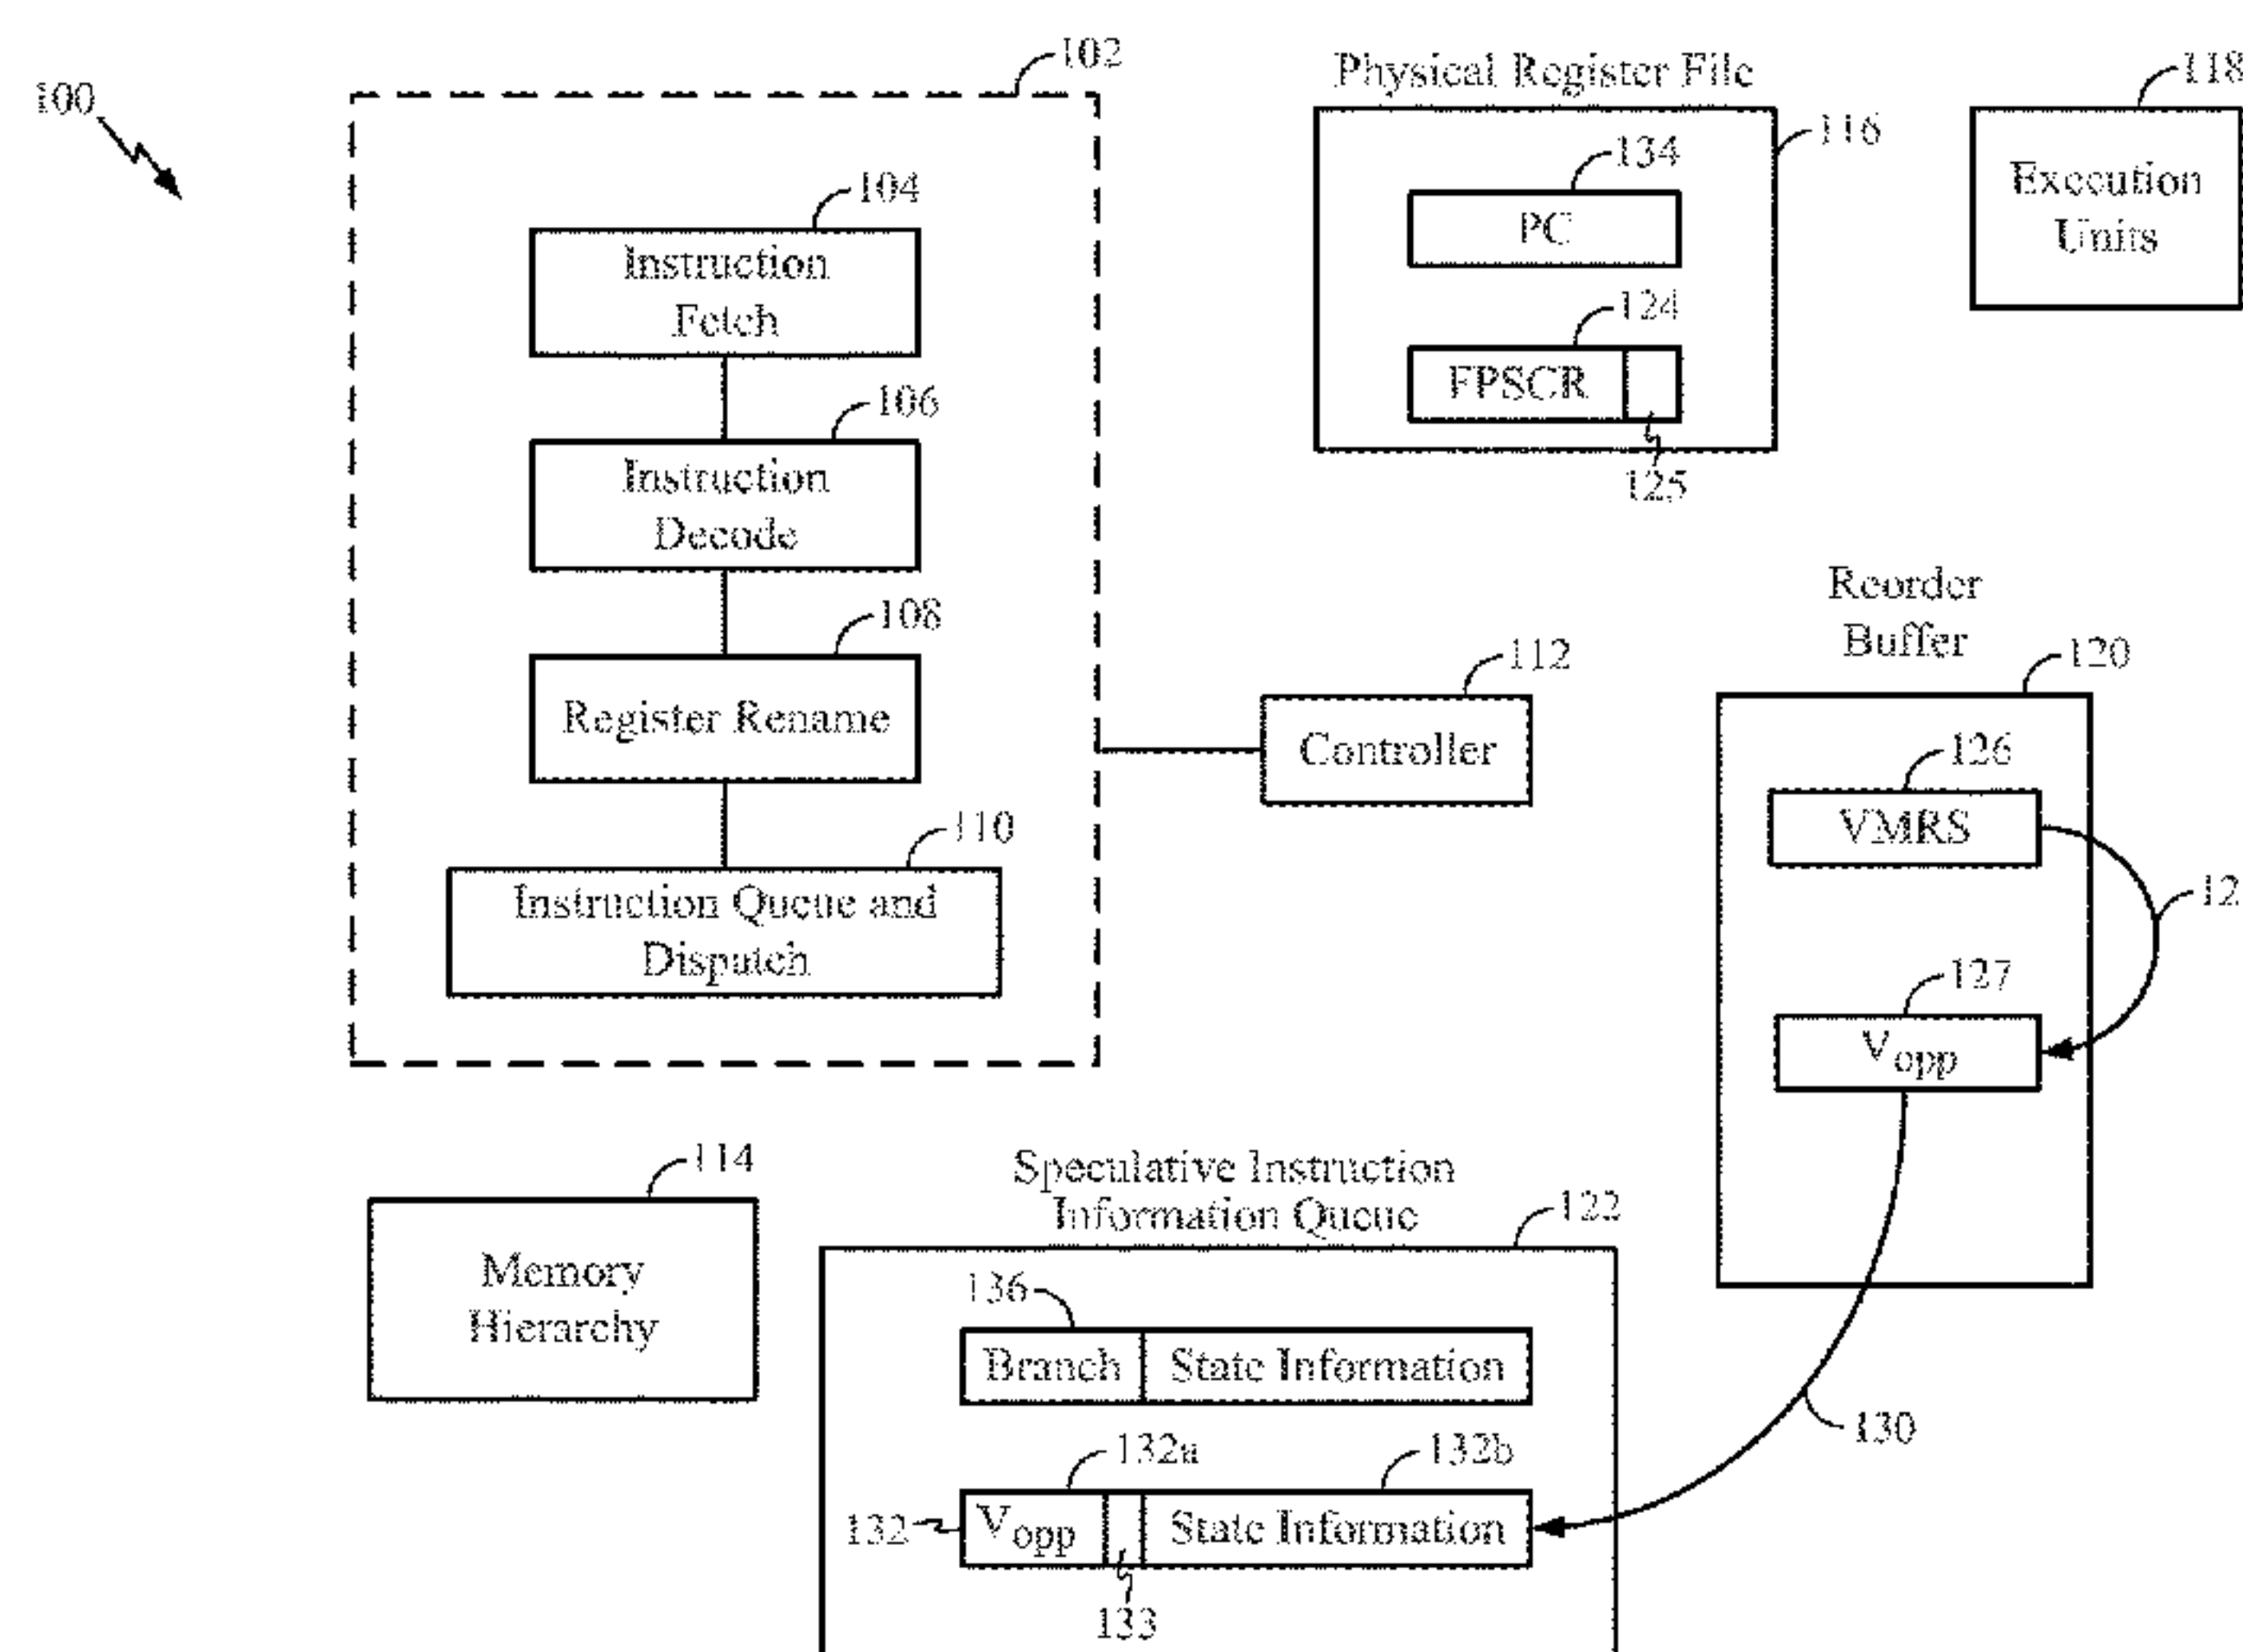 100
102
104
Instruction
Fetch
106
Instruction
Decode
108
Register Rename
110
Instruction Queue and
Dispatch
112
Controller
Physical Register File
116
134
PC
124
FPSCR
125
118
Execution
Units
Reorder
Buffer
120
126
VMRS
12
127
Vopp
130
114
Memory
Hierarchy
Speculative Instruction
Information Queue
122
136
Branch State Information
132a
132b
132
Vopp State Information
133